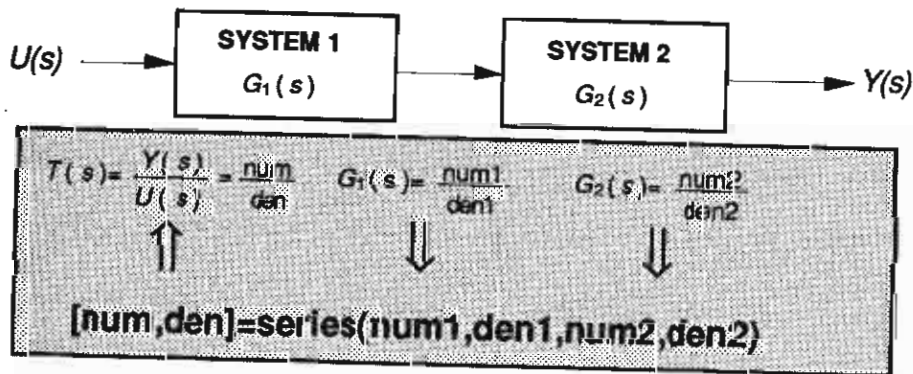 U(s)
SYSTEM 1
G₁(s)
SYSTEM 2
G₂(s)
Y(s)
T(s)= Y(s)/U(s) = num/den
G₁(s)= num1/den1
G₂(s)= num2/den2
[num,den]=series(num1,den1,num2,den2)